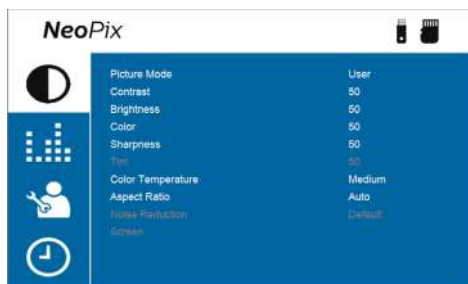 NeoPix
Picture Mode User
Contrast 50
Brightness 50
Color 50
Sharpness 50
Tint 50
Color Temperature Medium
Aspect Ratio Auto
Noise Reduction Default
Screen